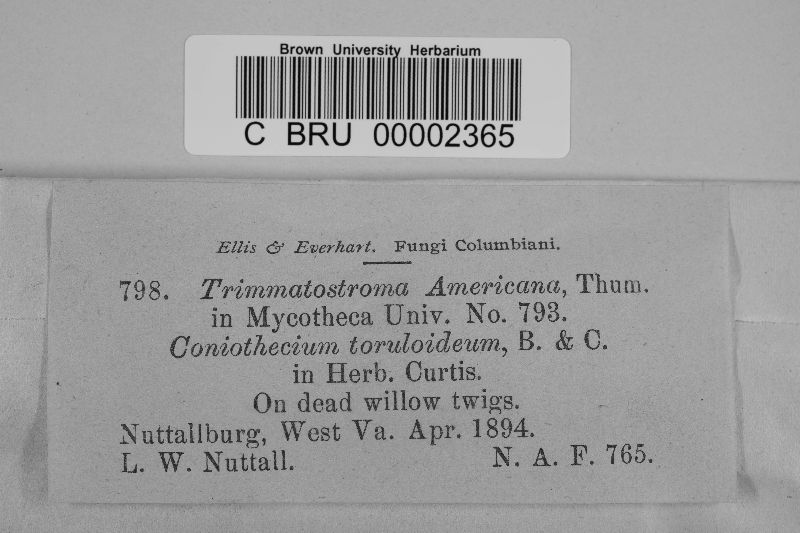 Brown University Herbarium
C BRU 00002365
Ellis & Everhart. Fungi Columbiani.
798. Trimmatostroma Americana, Thum.
in Mycotheca Univ. No. 793.
Coniothecium toruloideum, B. & C.
in Herb. Curtis.
On dead willow twigs.
Nuttallburg, West Va. Apr. 1894.
L. W. Nuttall. N. A. F. 765.